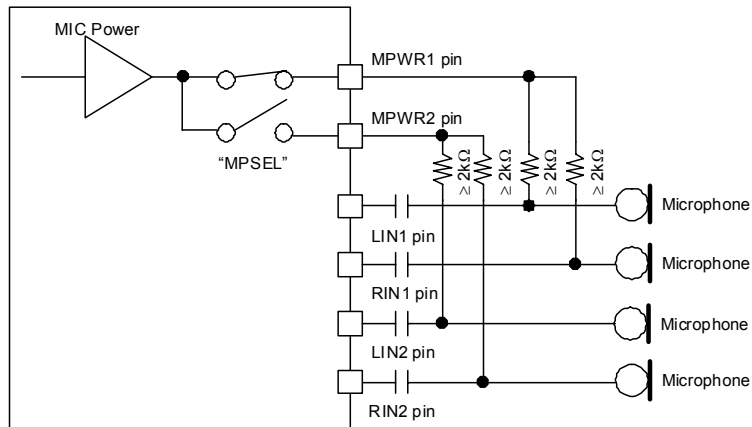 MIC Power
MPWR1 pin
MPWR2 pin
“MPSEL”
≥ 2kΩ
≥ 2kΩ
≥ 2kΩ
≥ 2kΩ
Microphone
LIN1 pin
Microphone
RIN1 pin
Microphone
LIN2 pin
Microphone
RIN2 pin